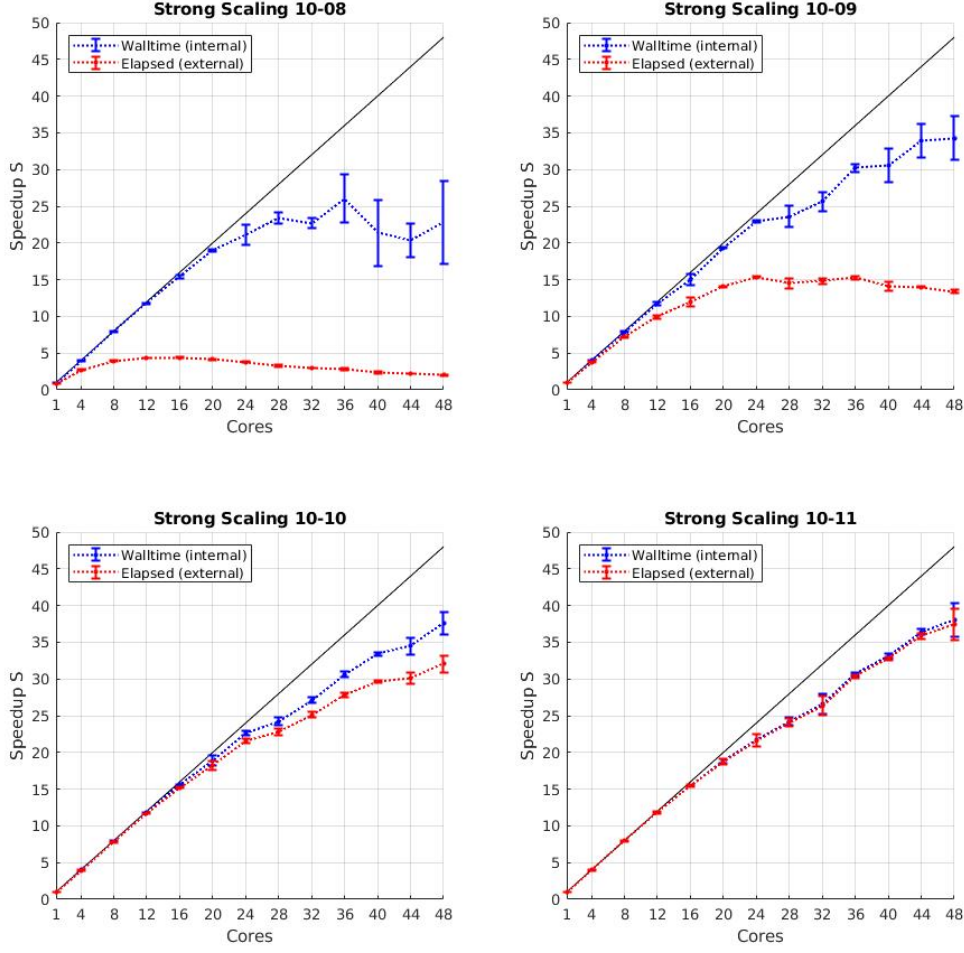 Strong Scaling 10-08
50
45
40
35
30
25
20
15
10
5
0
Speedup S
Walltime (internal)
Elapsed (external)
1 4 8 12 16 20 24 28 32 36 40 44 48
Cores
Strong Scaling 10-09
50
45
40
35
30
25
20
15
10
5
0
Speedup S
Walltime (internal)
Elapsed (external)
1 4 8 12 16 20 24 28 32 36 40 44 48
Cores
Strong Scaling 10-10
50
45
40
35
30
25
20
15
10
5
0
Speedup S
Walltime (internal)
Elapsed (external)
1 4 8 12 16 20 24 28 32 36 40 44 48
Cores
Strong Scaling 10-11
50
45
40
35
30
25
20
15
10
5
0
Speedup S
Walltime (internal)
Elapsed (external)
1 4 8 12 16 20 24 28 32 36 40 44 48
Cores